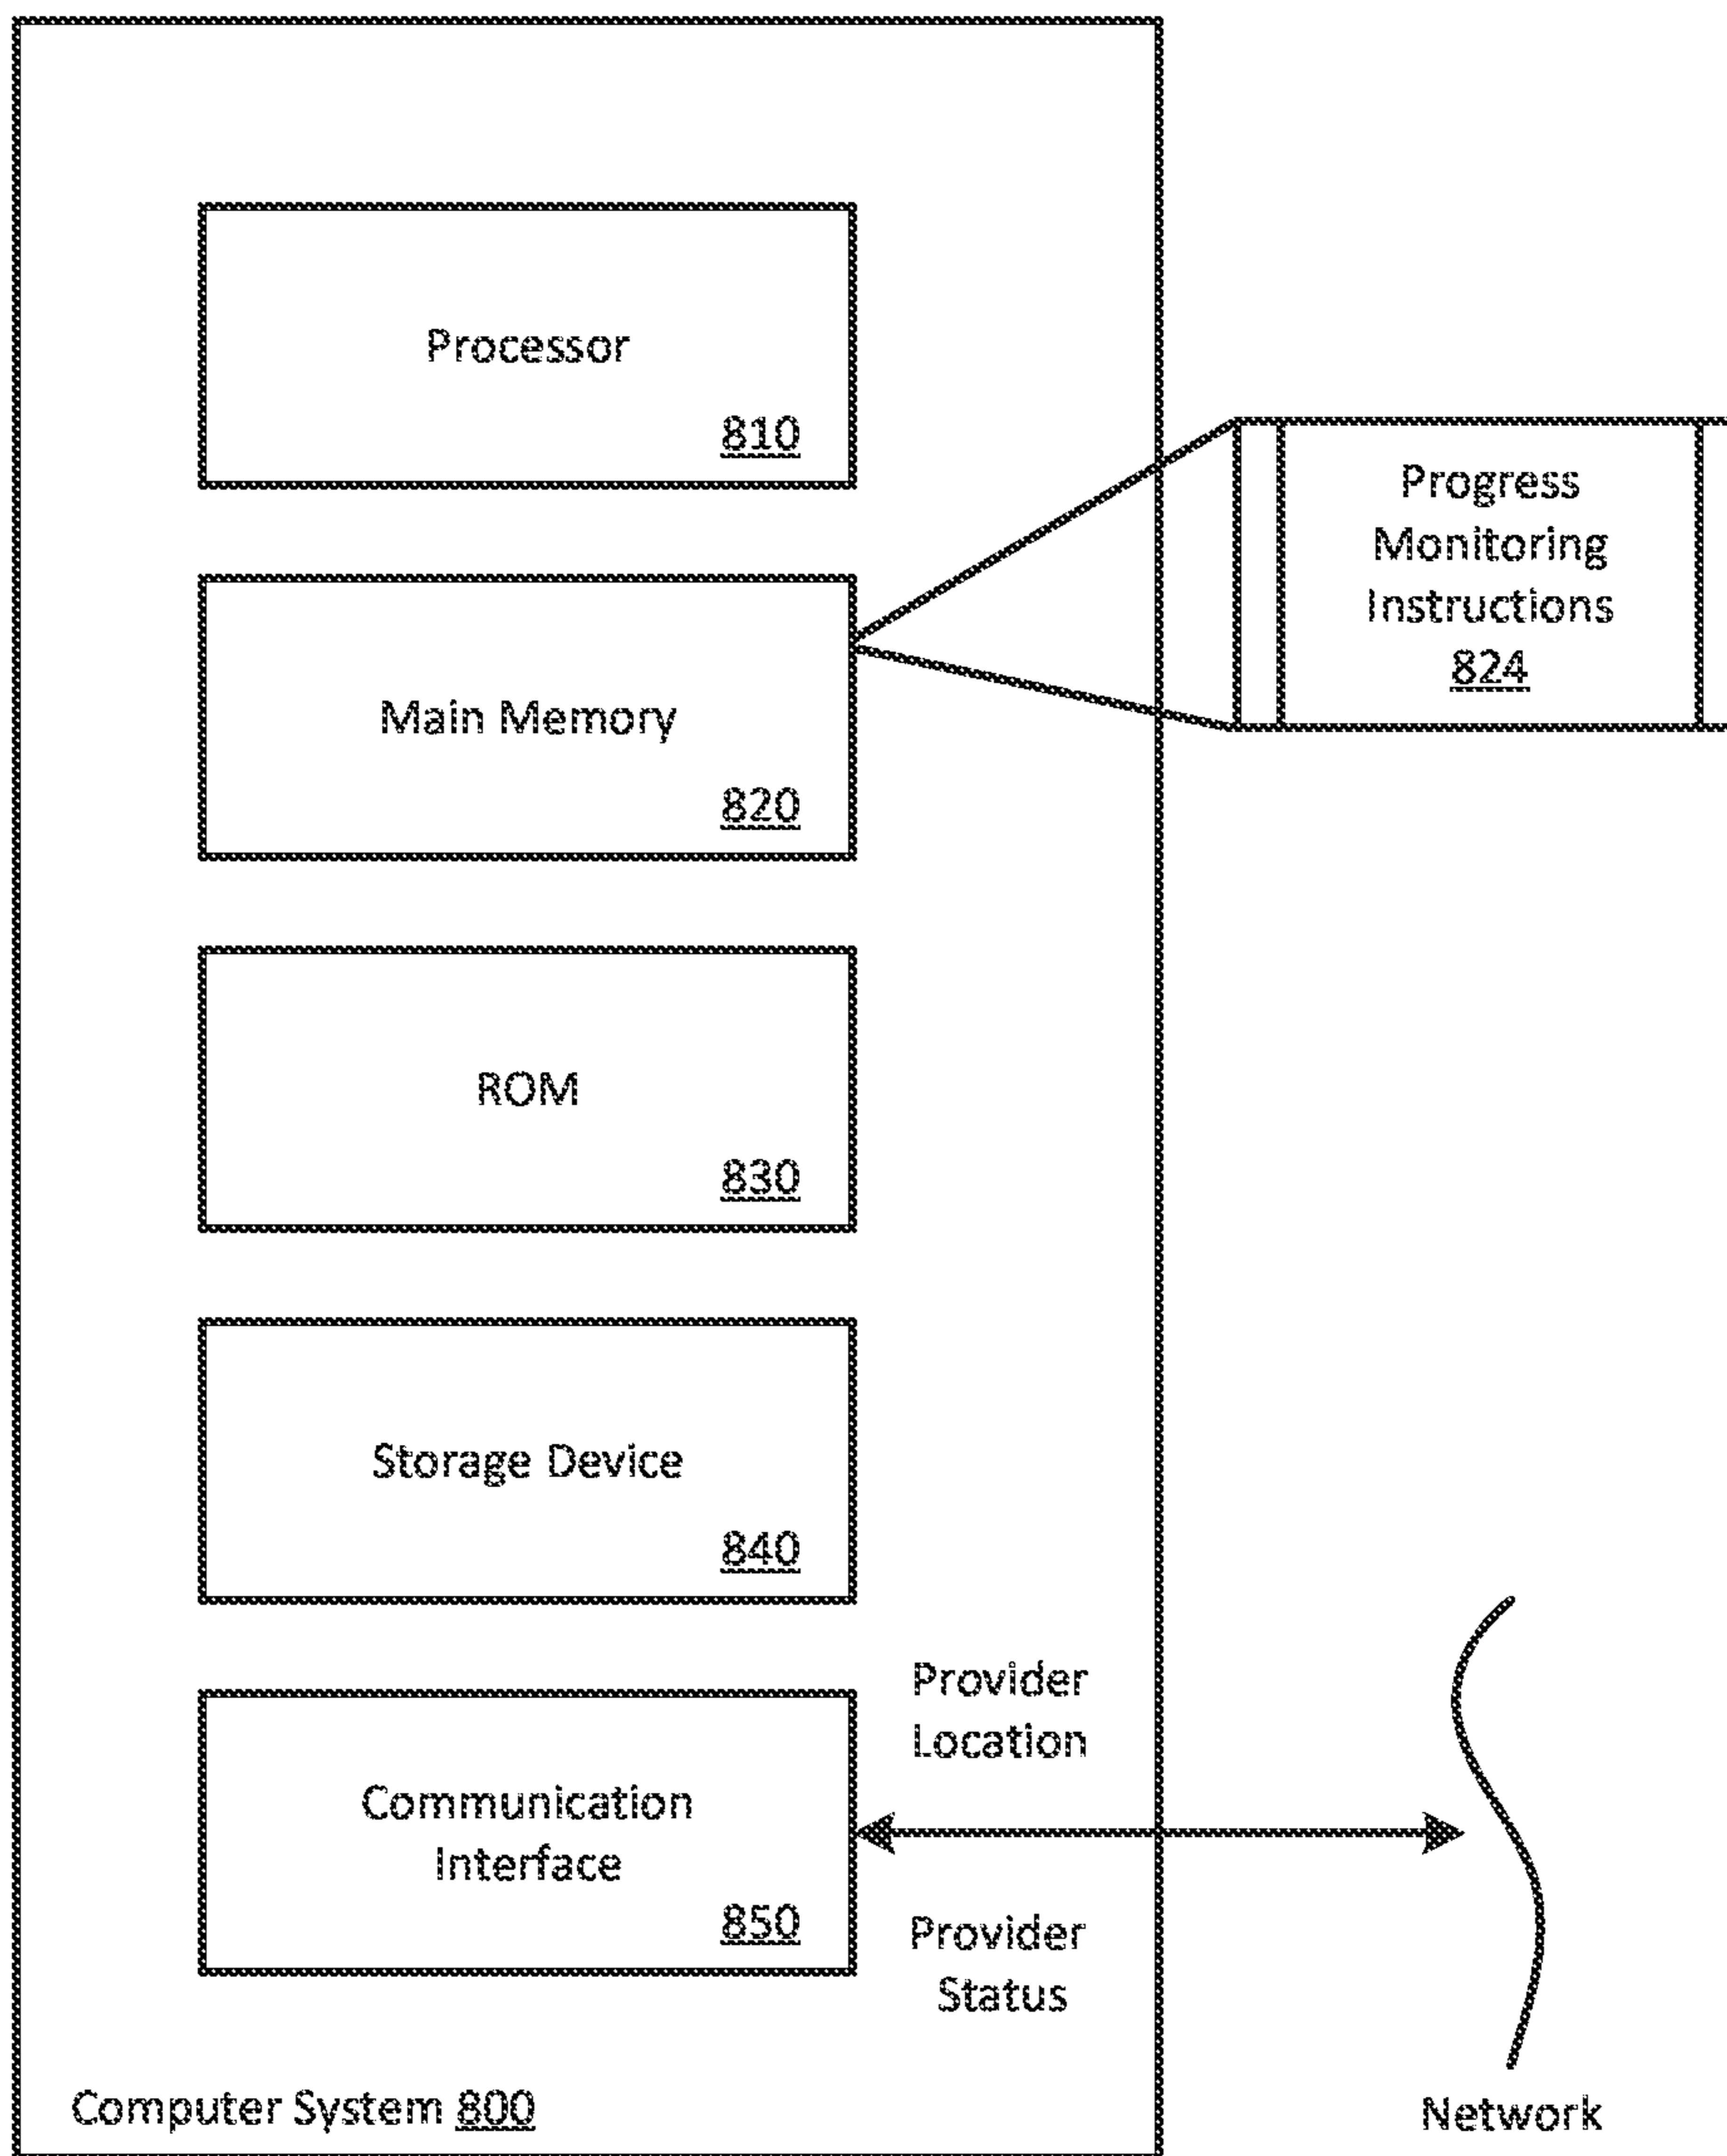 Processor
810
Progress
Monitoring
Instructions
824
Main Memory
820
ROM
830
Storage Device
840
Provider
Location
Communication
Interface
850
Provider
Status
Computer System 800
Network